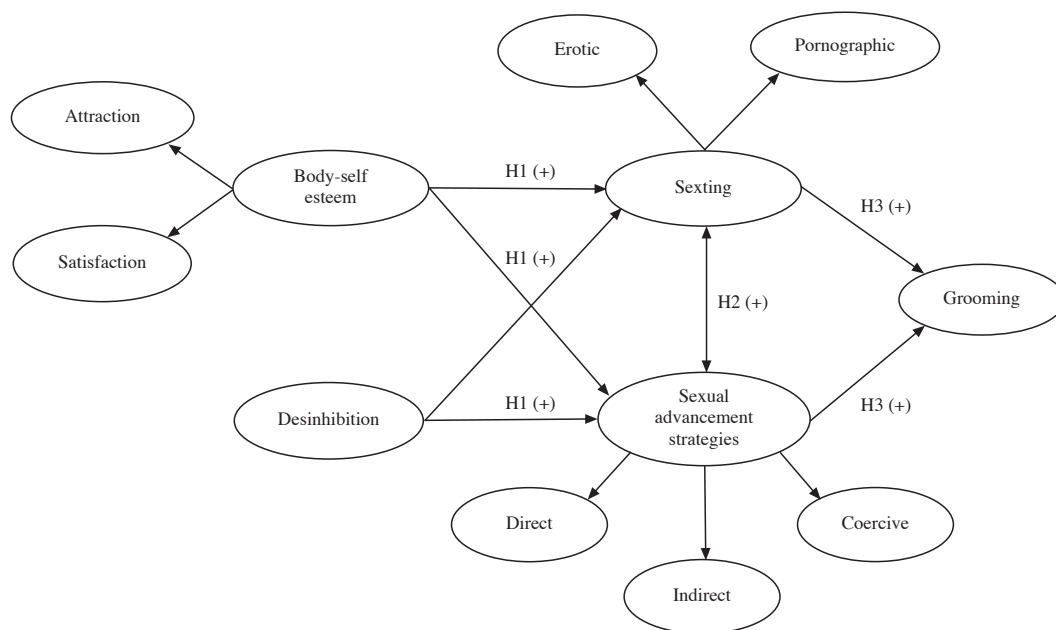 Erotic
Pornographic
Attraction
Body-self
esteem
H1 (+)
Sexting
H3 (+)
Satisfaction
H1 (+)
H2 (+)
Grooming
Desinhibition
H1 (+)
Sexual
advancement
strategies
H3 (+)
Direct
Coercive
Indirect